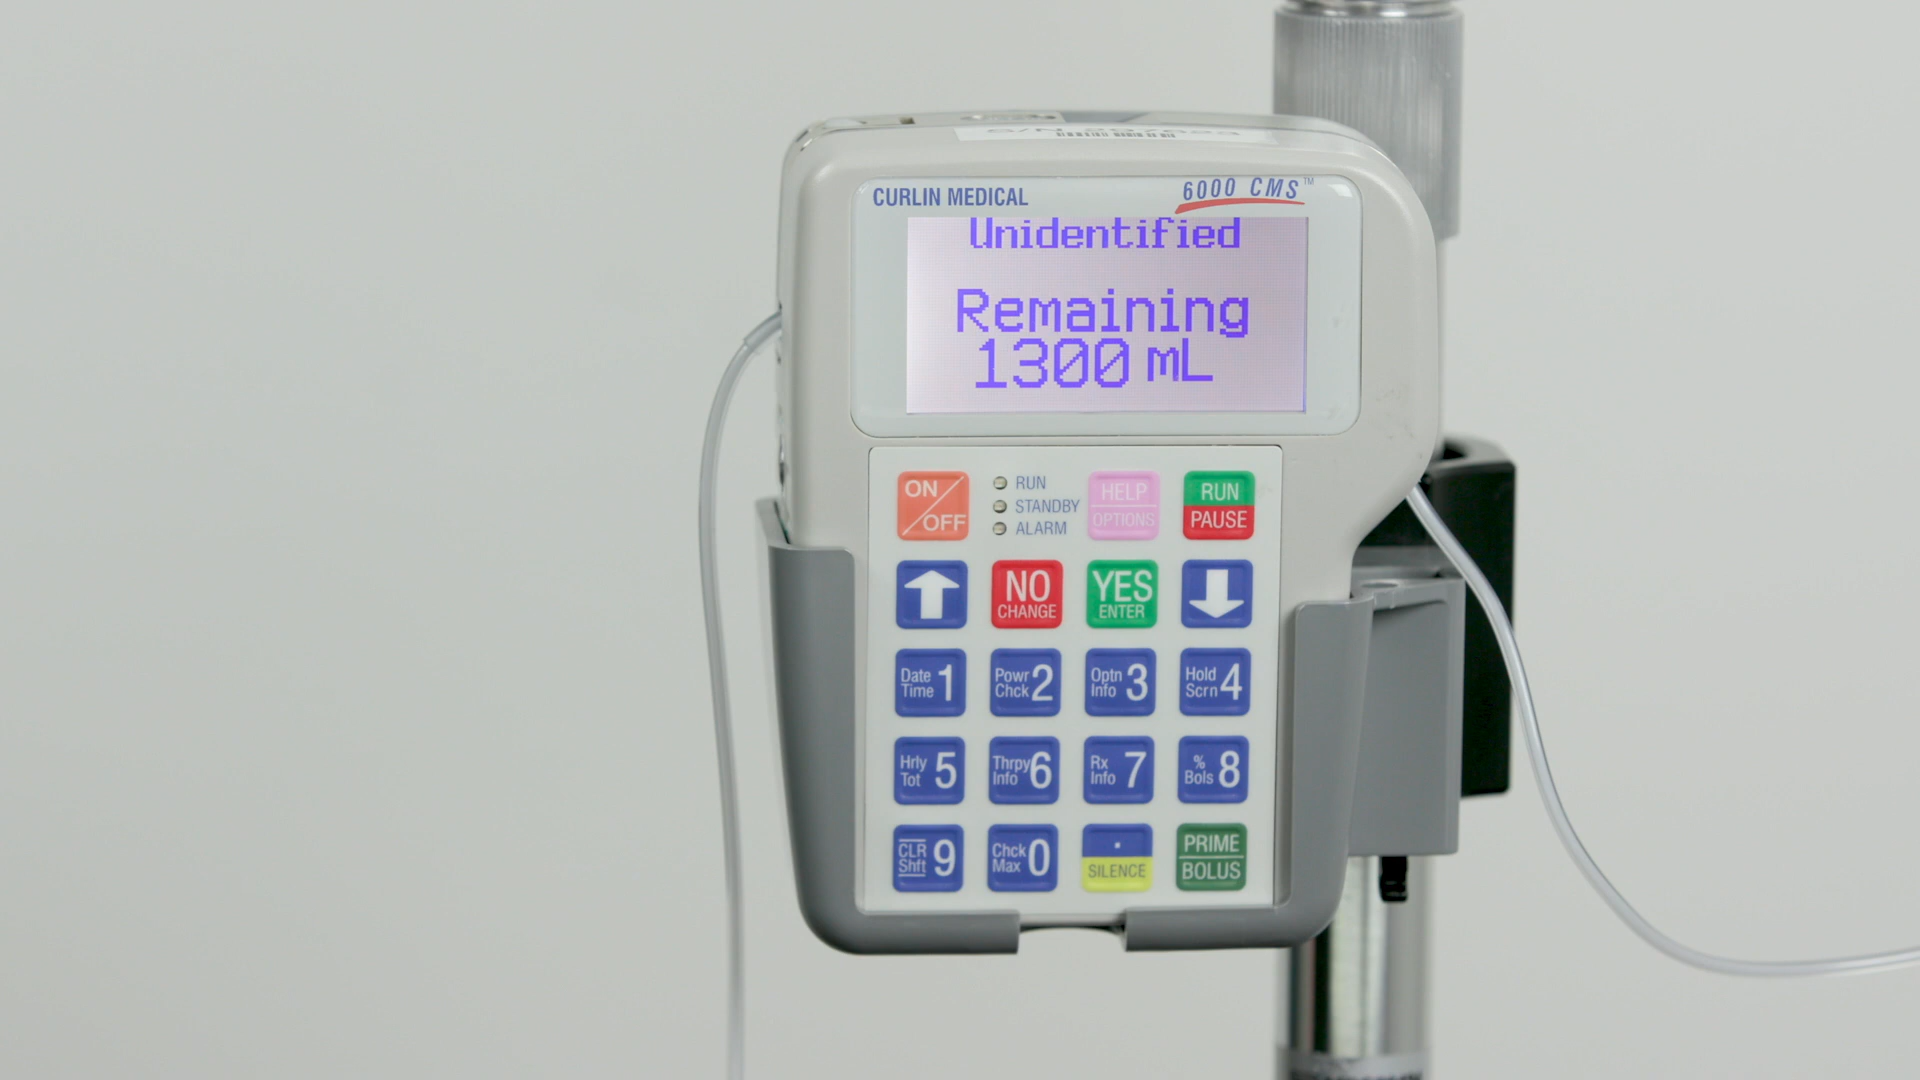 CURLIN MEDICAL
6000 CMS™
Unidentified
Remaining
1300 mL
ON
OFF
RUN
STANDBY
ALARM
HELP
OPTIONS
RUN
PAUSE
NO
CHANGE
YES
ENTER
Date
Time 1
Powr
Chck 2
Optn
Info 3
Hold
Scrn 4
Hrly
Tot 5
Thrpy
Info 6
Rx
Info 7
%
Bols 8
CLR
Shft 9
Chck
Max 0
.
SILENCE
PRIME
BOLUS